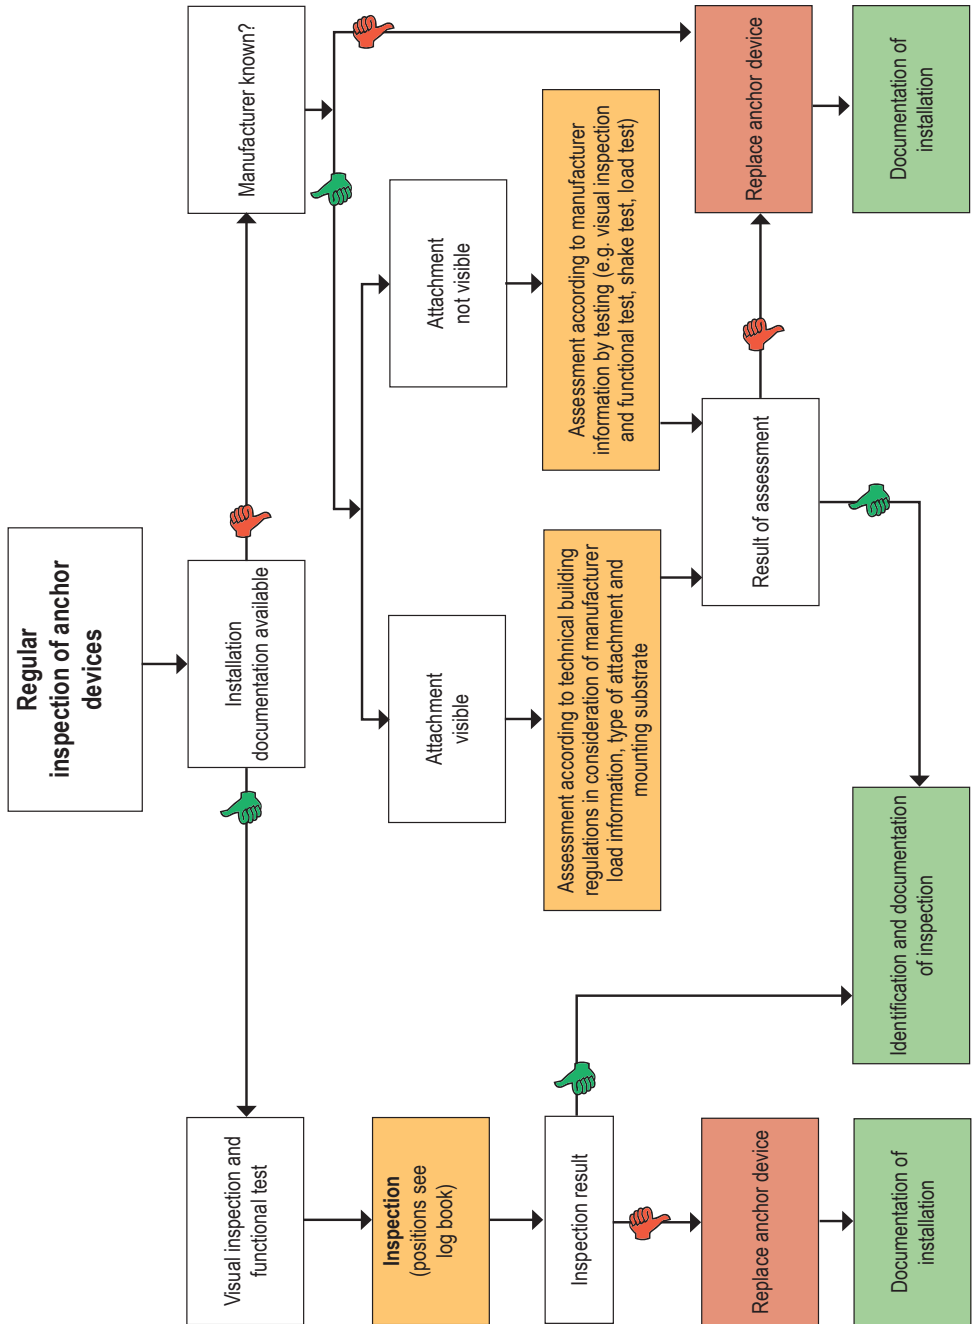 Regular
inspection of anchor
devices
Installation
documentation available
Visual inspection and
functional test
Manufacturer known?
Inspection
(positions see
log book)
Attachment
visible
Attachment
not visible
Inspection result
Assessment according to technical building
regulations in consideration of manufacturer
load information, type of attachment and
mounting substrate
Assessment according to manufacturer
information by testing (e.g. visual inspection
and functional test, shake test, load test)
Replace anchor device
Result of assessment
Replace anchor device
Documentation of
installation
Identification and documentation
of inspection
Documentation of
installation